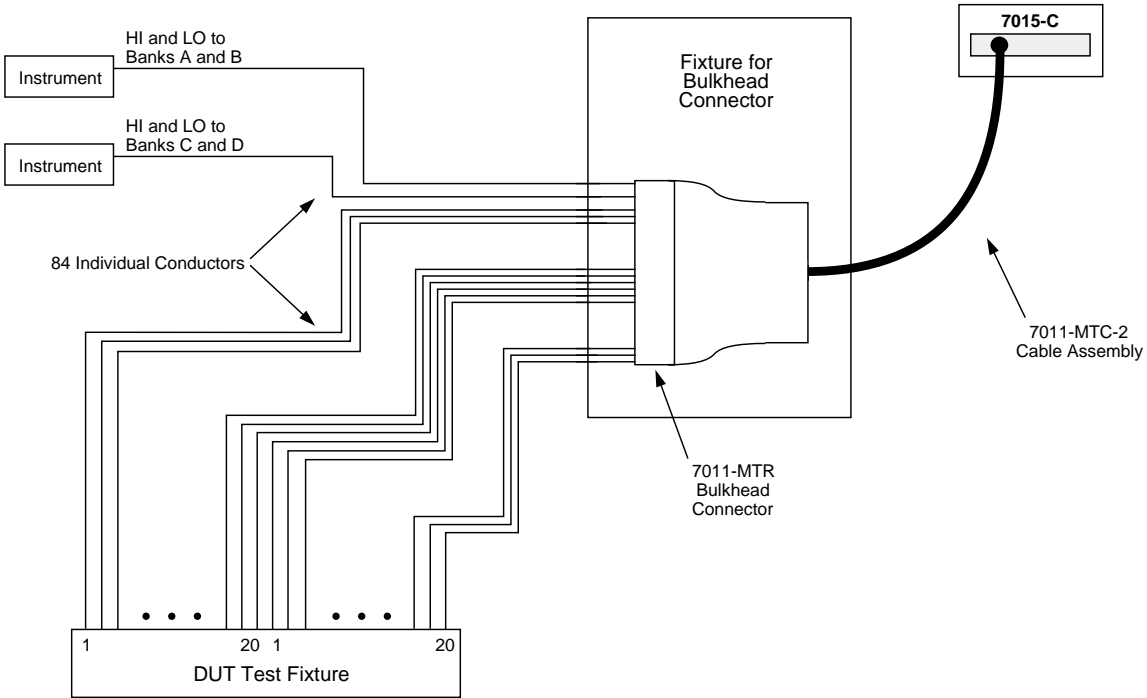 HI and LO to
Banks A and B
Instrument
HI and LO to
Banks C and D
Instrument
84 Individual Conductors
Fixture for
Bulkhead
Connector
7015-C
7011-MTC-2
Cable Assembly
7011-MTR
Bulkhead
Connector
1 20 1 20
DUT Test Fixture